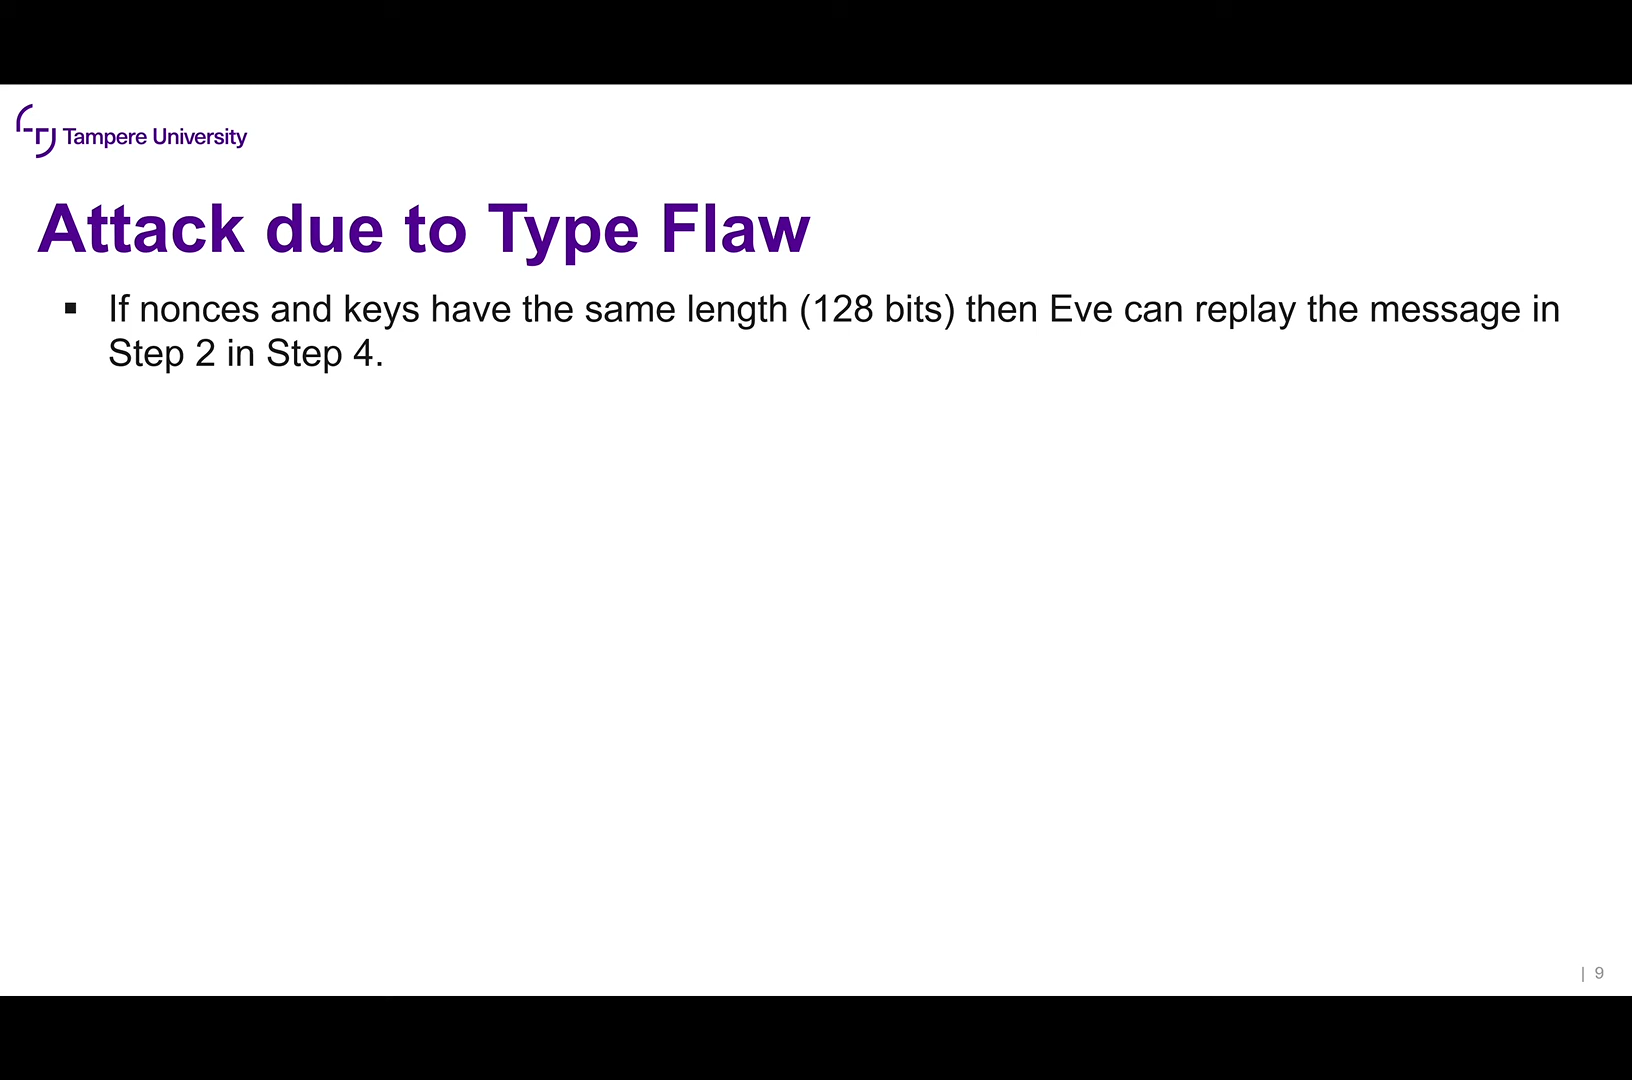 Tampere University
Attack due to Type Flaw
▪ If nonces and keys have the same length (128 bits) then Eve can replay the message in
Step 2 in Step 4.
| 9